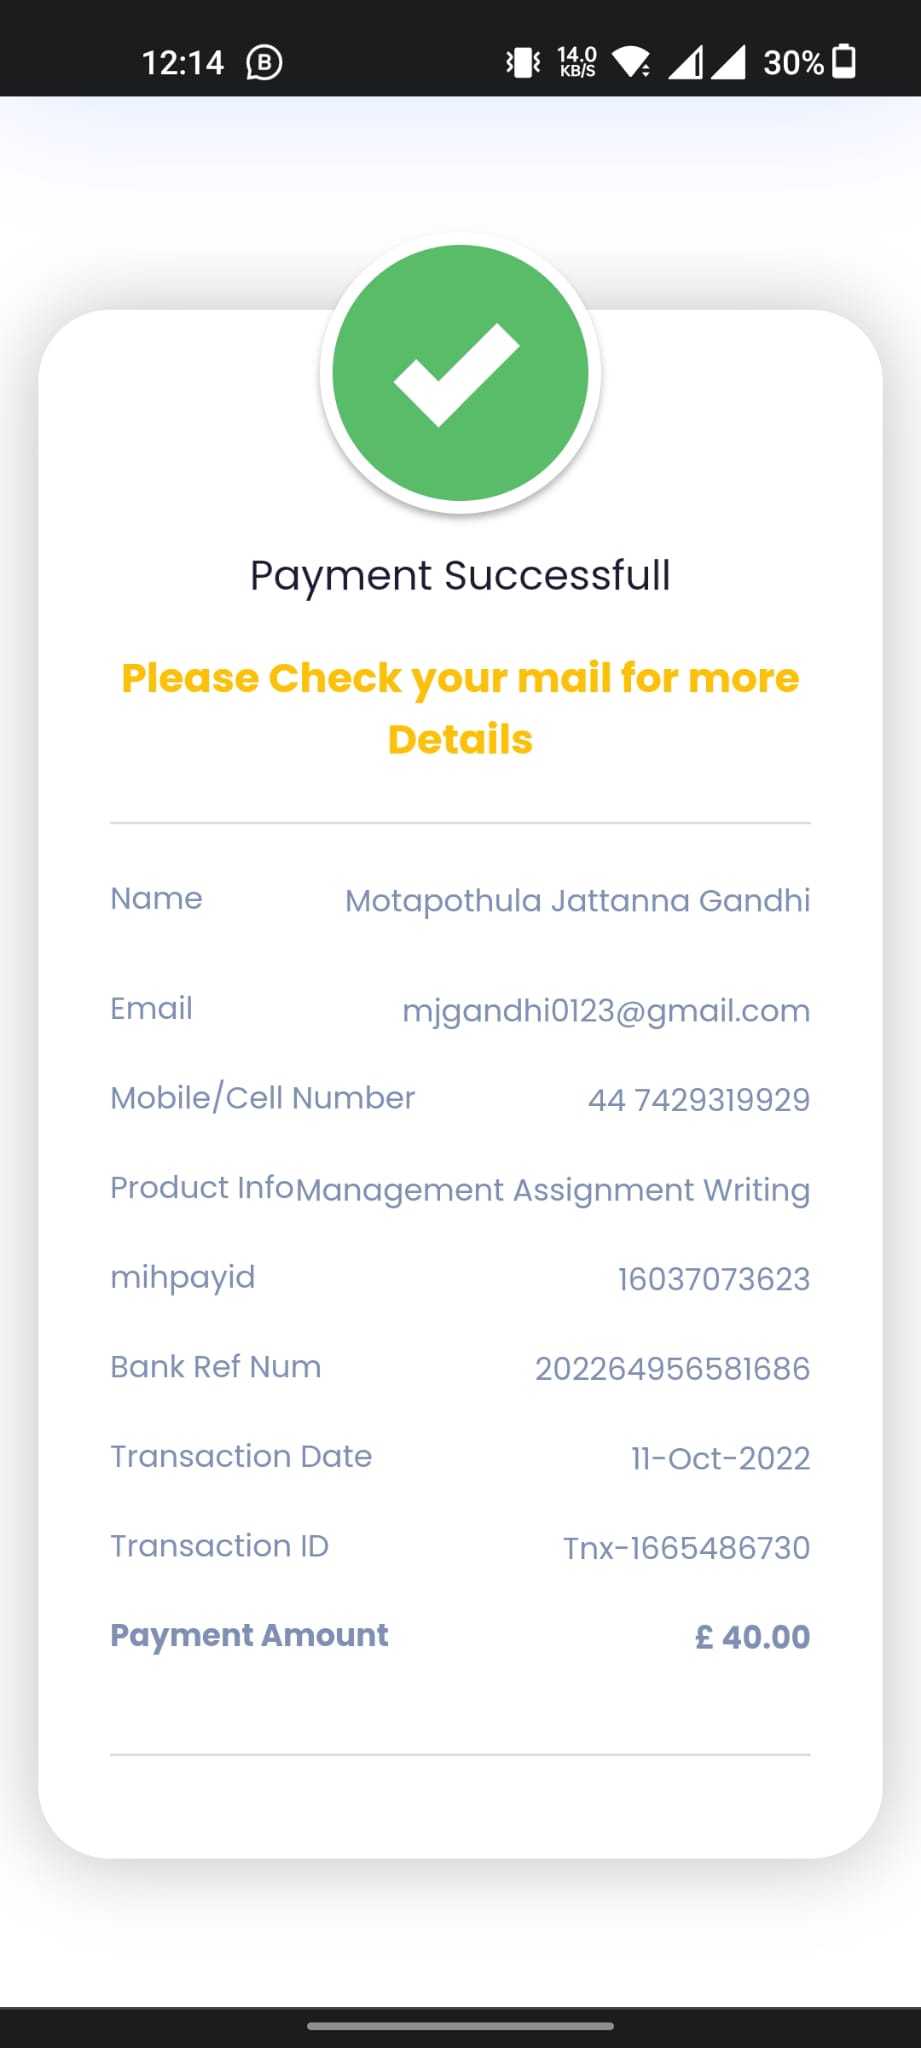 12:14 B 14.0 KB/S 30%
Payment Successfull
Please Check your mail for more
Details
Name Motapothula Jattanna Gandhi
Email mjgandhi0123@gmail.com
Mobile/Cell Number 44 7429319929
Product Info Management Assignment Writing
mihpayid 16037073623
Bank Ref Num 202264956581686
Transaction Date 11-Oct-2022
Transaction ID Tnx-1665486730
Payment Amount £ 40.00